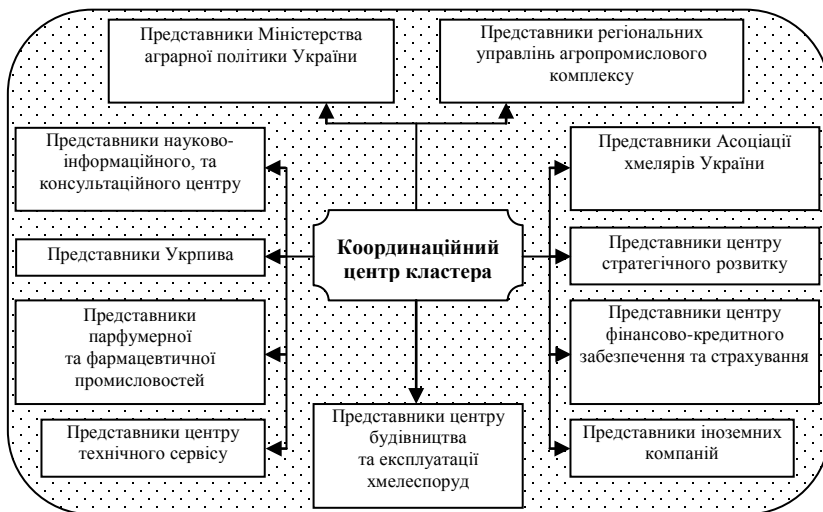 Представники Міністерства
аграрної політики України
Представники регіональних
управлінь агропромислового
комплексу
Представники науково-
інформаційного, та
консультаційного центру
Представники Асоціації
хмелярів України
Координаційний
центр кластера
Представники Укрпива
Представники центру
стратегічного розвитку
Представники
парфумерної
та фармацевтичної
промисловостей
Представники центру
фінансово-кредитного
забезпечення та страхування
Представники центру
технічного сервісу
Представники центру
будівництва
та експлуатації
хмелеспоруд
Представники іноземних
компаній